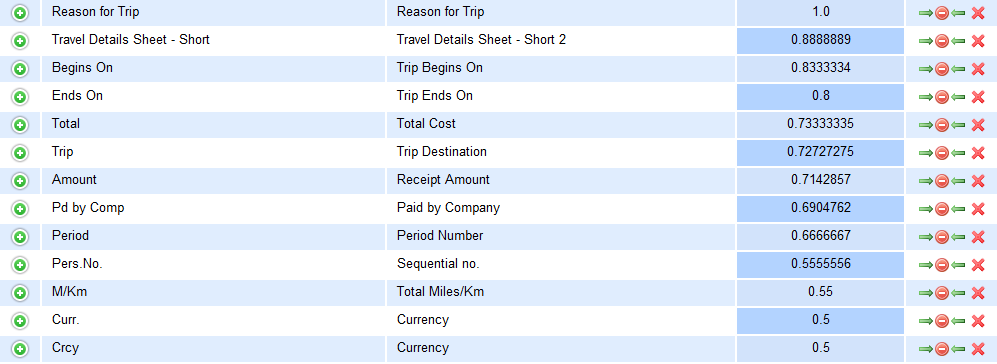 Reason for Trip Reason for Trip 1.0
Travel Details Sheet - Short Travel Details Sheet - Short 2 0.8888889
Begins On Trip Begins On 0.8333334
Ends On Trip Ends On 0.8
Total Total Cost 0.73333335
Trip Trip Destination 0.72727275
Amount Receipt Amount 0.7142857
Pd by Comp Paid by Company 0.6904762
Period Period Number 0.6666667
Pers.No. Sequential no. 0.5555556
M/Km Total Miles/Km 0.55
Curr. Currency 0.5
Crcy Currency 0.5